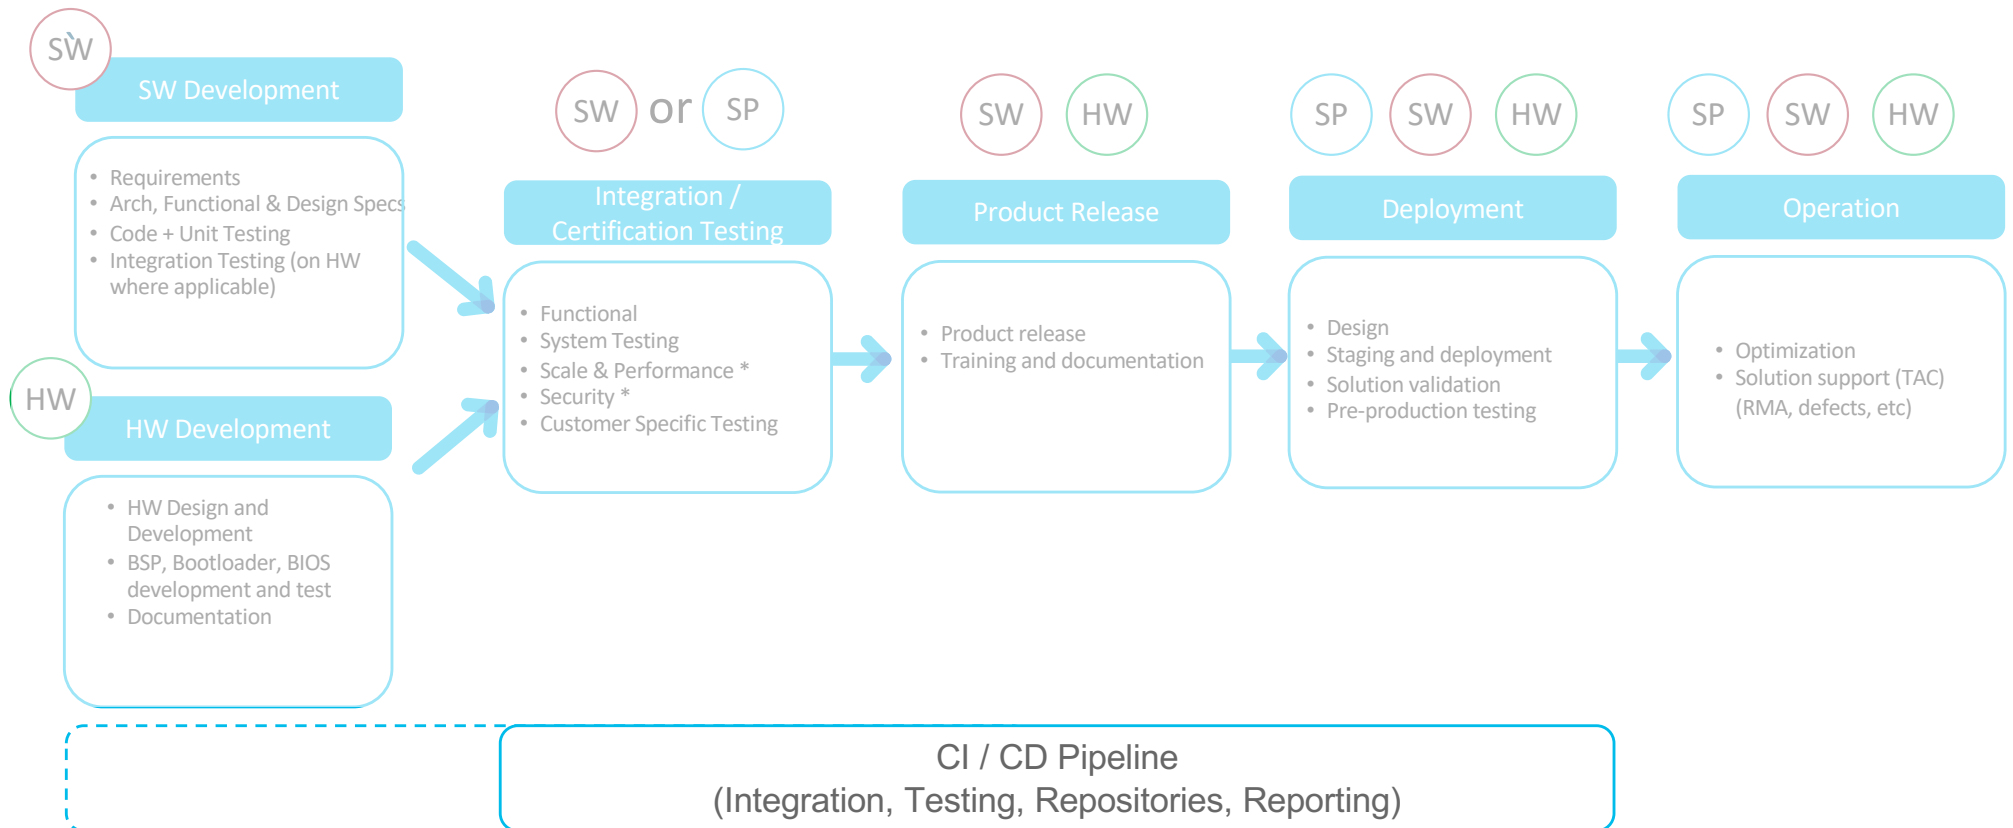 SẀ
SW Development
• Requirements
• Arch, Functional & Design Specs
• Code + Unit Testing
• Integration Testing (on HW
where applicable)
HW
HW Development
• HW Design and
Development
• BSP, Bootloader, BIOS
development and test
• Documentation
SW or SP
Integration /
Certification Testing
• Functional
• System Testing
• Scale & Performance *
• Security *
• Customer Specific Testing
SW HW
Product Release
• Product release
• Training and documentation
SP SW HW
Deployment
• Design
• Staging and deployment
• Solution validation
• Pre-production testing
SP SW HW
Operation
• Optimization
• Solution support (TAC)
(RMA, defects, etc)
CI / CD Pipeline
(Integration, Testing, Repositories, Reporting)